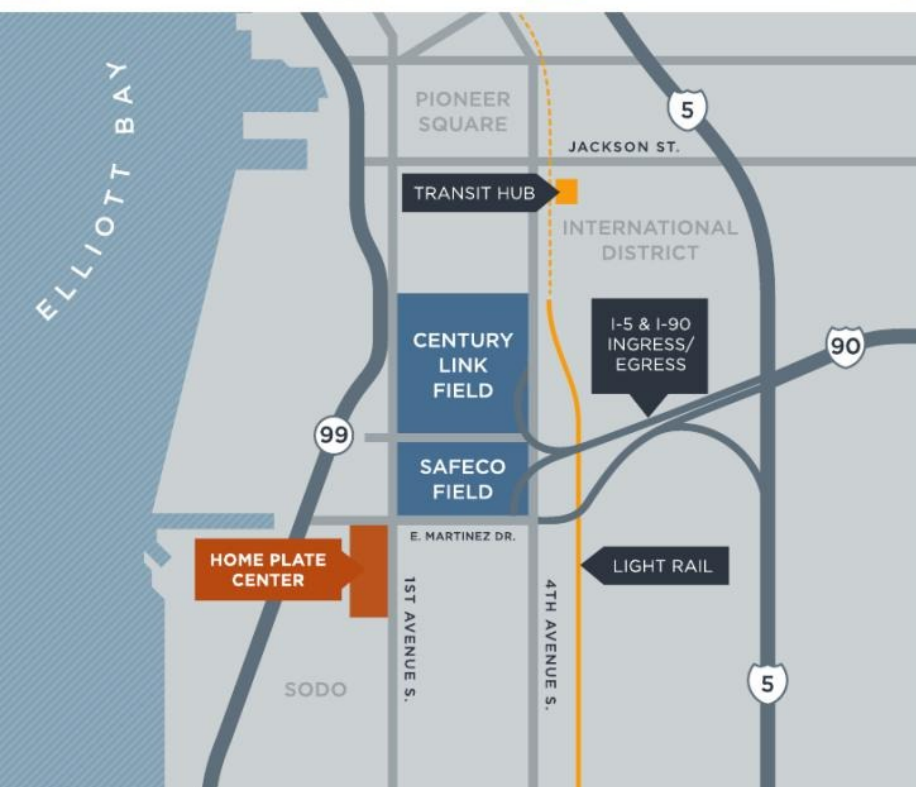 ELLIOTT BAY
PIONEER
SQUARE
5
JACKSON ST.
TRANSIT HUB
INTERNATIONAL
DISTRICT
CENTURY
LINK
FIELD
I-5 & I-90
INGRESS/
EGRESS
90
99
SAFECO
FIELD
E. MARTINEZ DR.
HOME PLATE
CENTER
LIGHT RAIL
1ST AVENUE S.
4TH AVENUE S.
SODO
5